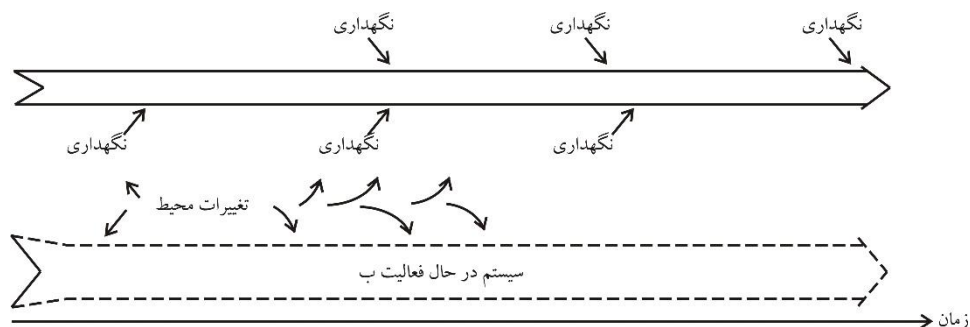 نگهداری
نگهداری
نگهداری
نگهداری
نگهداری
نگهداری
تغییرات محیط
سیستم در حال فعالیت ب
زمان